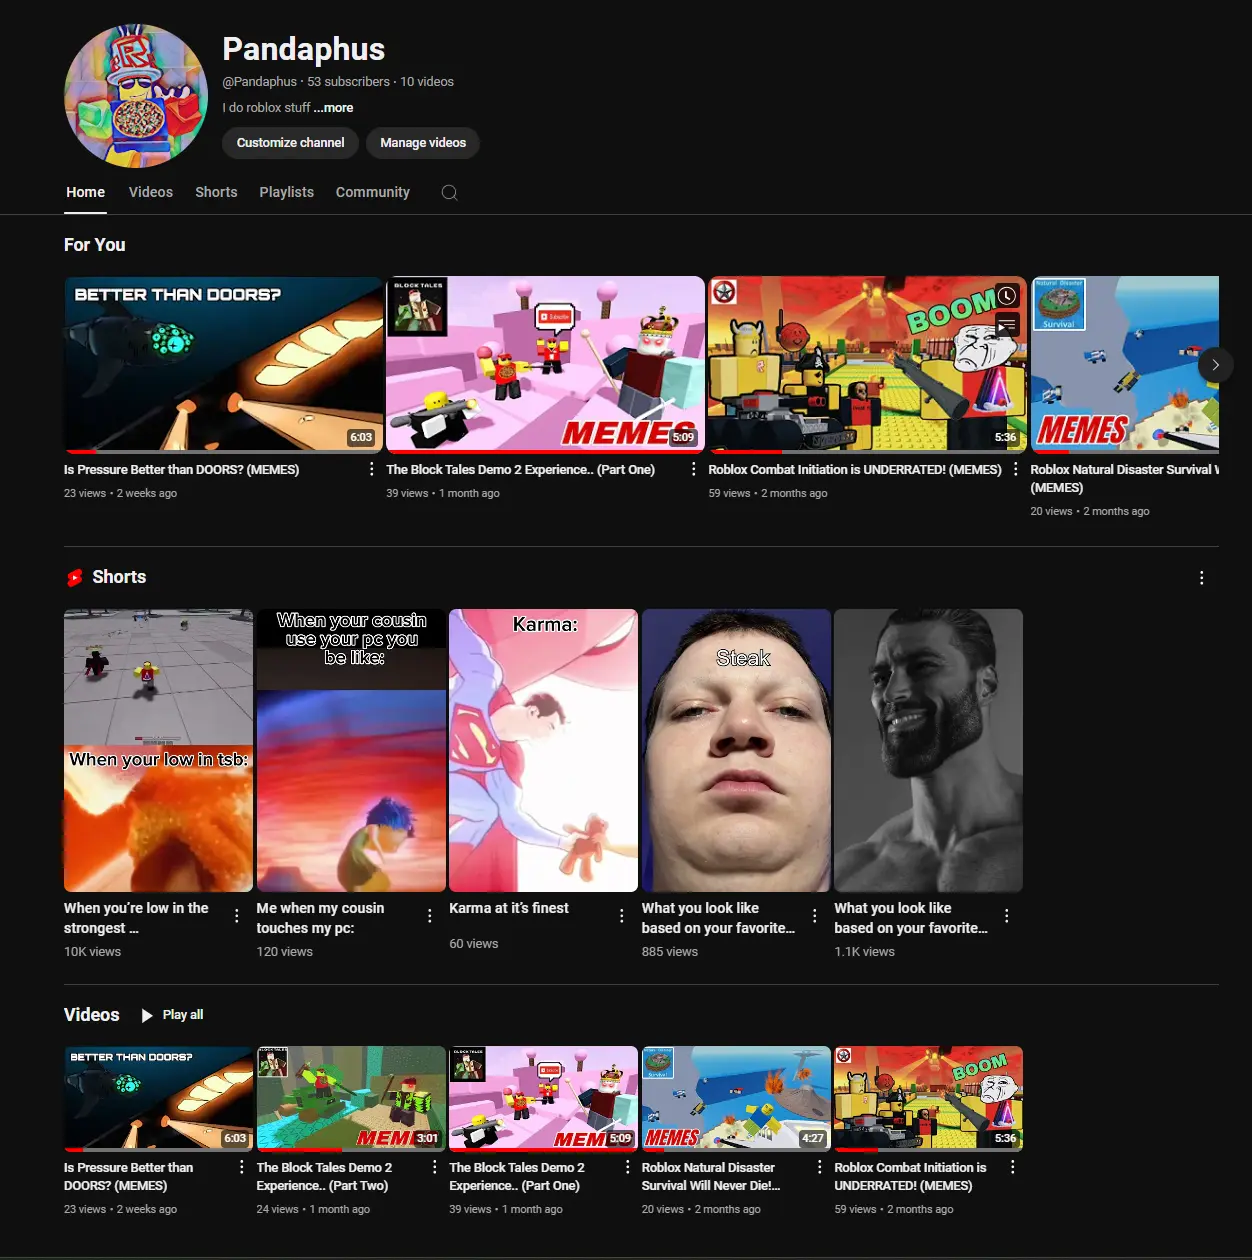 Pandaphus
@Pandaphus · 53 subscribers · 10 videos
I do roblox stuff ...more
Customize channel
Manage videos
Home
Videos
Shorts
Playlists
Community
For You
BETTER THAN DOORS?
6:03
Is Pressure Better than DOORS? (MEMES)
23 views • 2 weeks ago
BLOCK TALES
Subscribe
MEMES
5:09
The Block Tales Demo 2 Experience.. (Part One)
39 views • 1 month ago
BOOM
5:36
Roblox Combat Initiation is UNDERRATED! (MEMES)
59 views • 2 months ago
Natural Disaster
Survival
MEMES
Roblox Natural Disaster Survival
(MEMES)
20 views • 2 months ago
Shorts
When your low in tsb:
When you're low in the
strongest ...
10K views
When your cousin
use your pc you
be like:
Me when my cousin
touches my pc:
120 views
Karma:
Karma at it's finest
60 views
Steak
What you look like
based on your favorite...
885 views
What you look like
based on your favorite...
1.1K views
Videos
Play all
BETTER THAN DOORS?
6:03
Is Pressure Better than
DOORS? (MEMES)
23 views • 2 weeks ago
3:01
The Block Tales Demo 2
Experience.. (Part Two)
24 views • 1 month ago
BLOCK TALES
5:09
The Block Tales Demo 2
Experience.. (Part One)
39 views • 1 month ago
Survival
MEMES
4:27
Roblox Natural Disaster
Survival Will Never Die!...
20 views • 2 months ago
BOOM
5:36
Roblox Combat Initiation is
UNDERRATED! (MEMES)
59 views • 2 months ago